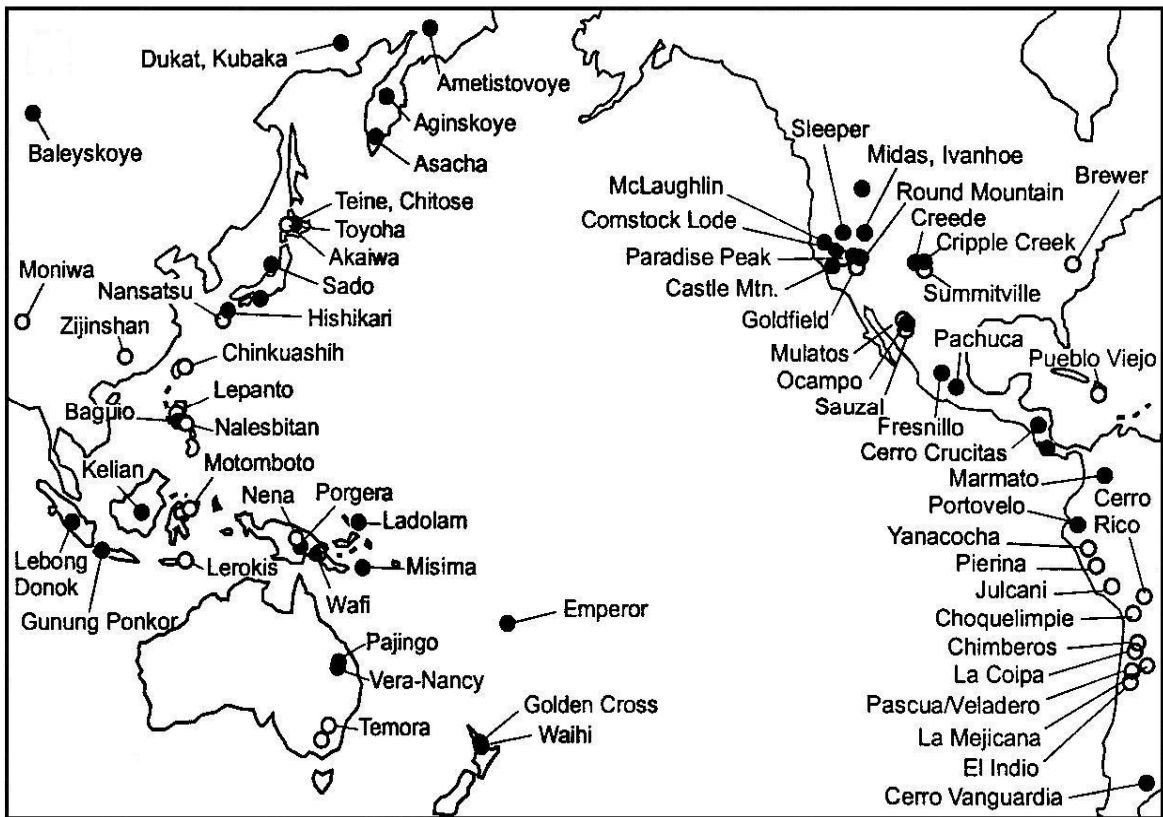 Dukat, Kubaka
Ametistovoye
Aginskoye
Baleyskoye
Asacha
Teine, Chitose
Toyoha
Akaiwa
Moniwa
Sado
Nansatsu
Hishikari
Zijinshan
Chinkuashih
Lepanto
Baguio
Nalesbitan
Kelian
Motomboto
Nena
Porgera
Ladolam
Lebong
Donok
Lerokis
Misima
Wafi
Gunung Ponkor
Emperor
Pajingo
Vera-Nancy
Temora
Golden Cross
Waihi
Sleeper
Midas, Ivanhoe
McLaughlin
Round Mountain
Brewer
Comstock Lode
Creede
Cripple Creek
Paradise Peak
Castle Mtn.
Summitville
Goldfield
Mulatos
Pachuca
Pueblo Viejo
Ocampo
Sauzal
Fresnillo
Cerro Crucitas
Marmato
Portovelo
Cerro
Rico
Yanacocha
Pierina
Julcani
Choquelimpie
Chimberos
La Coipa
Pascua/Veladero
La Mejicana
El Indio
Cerro Vanguardia